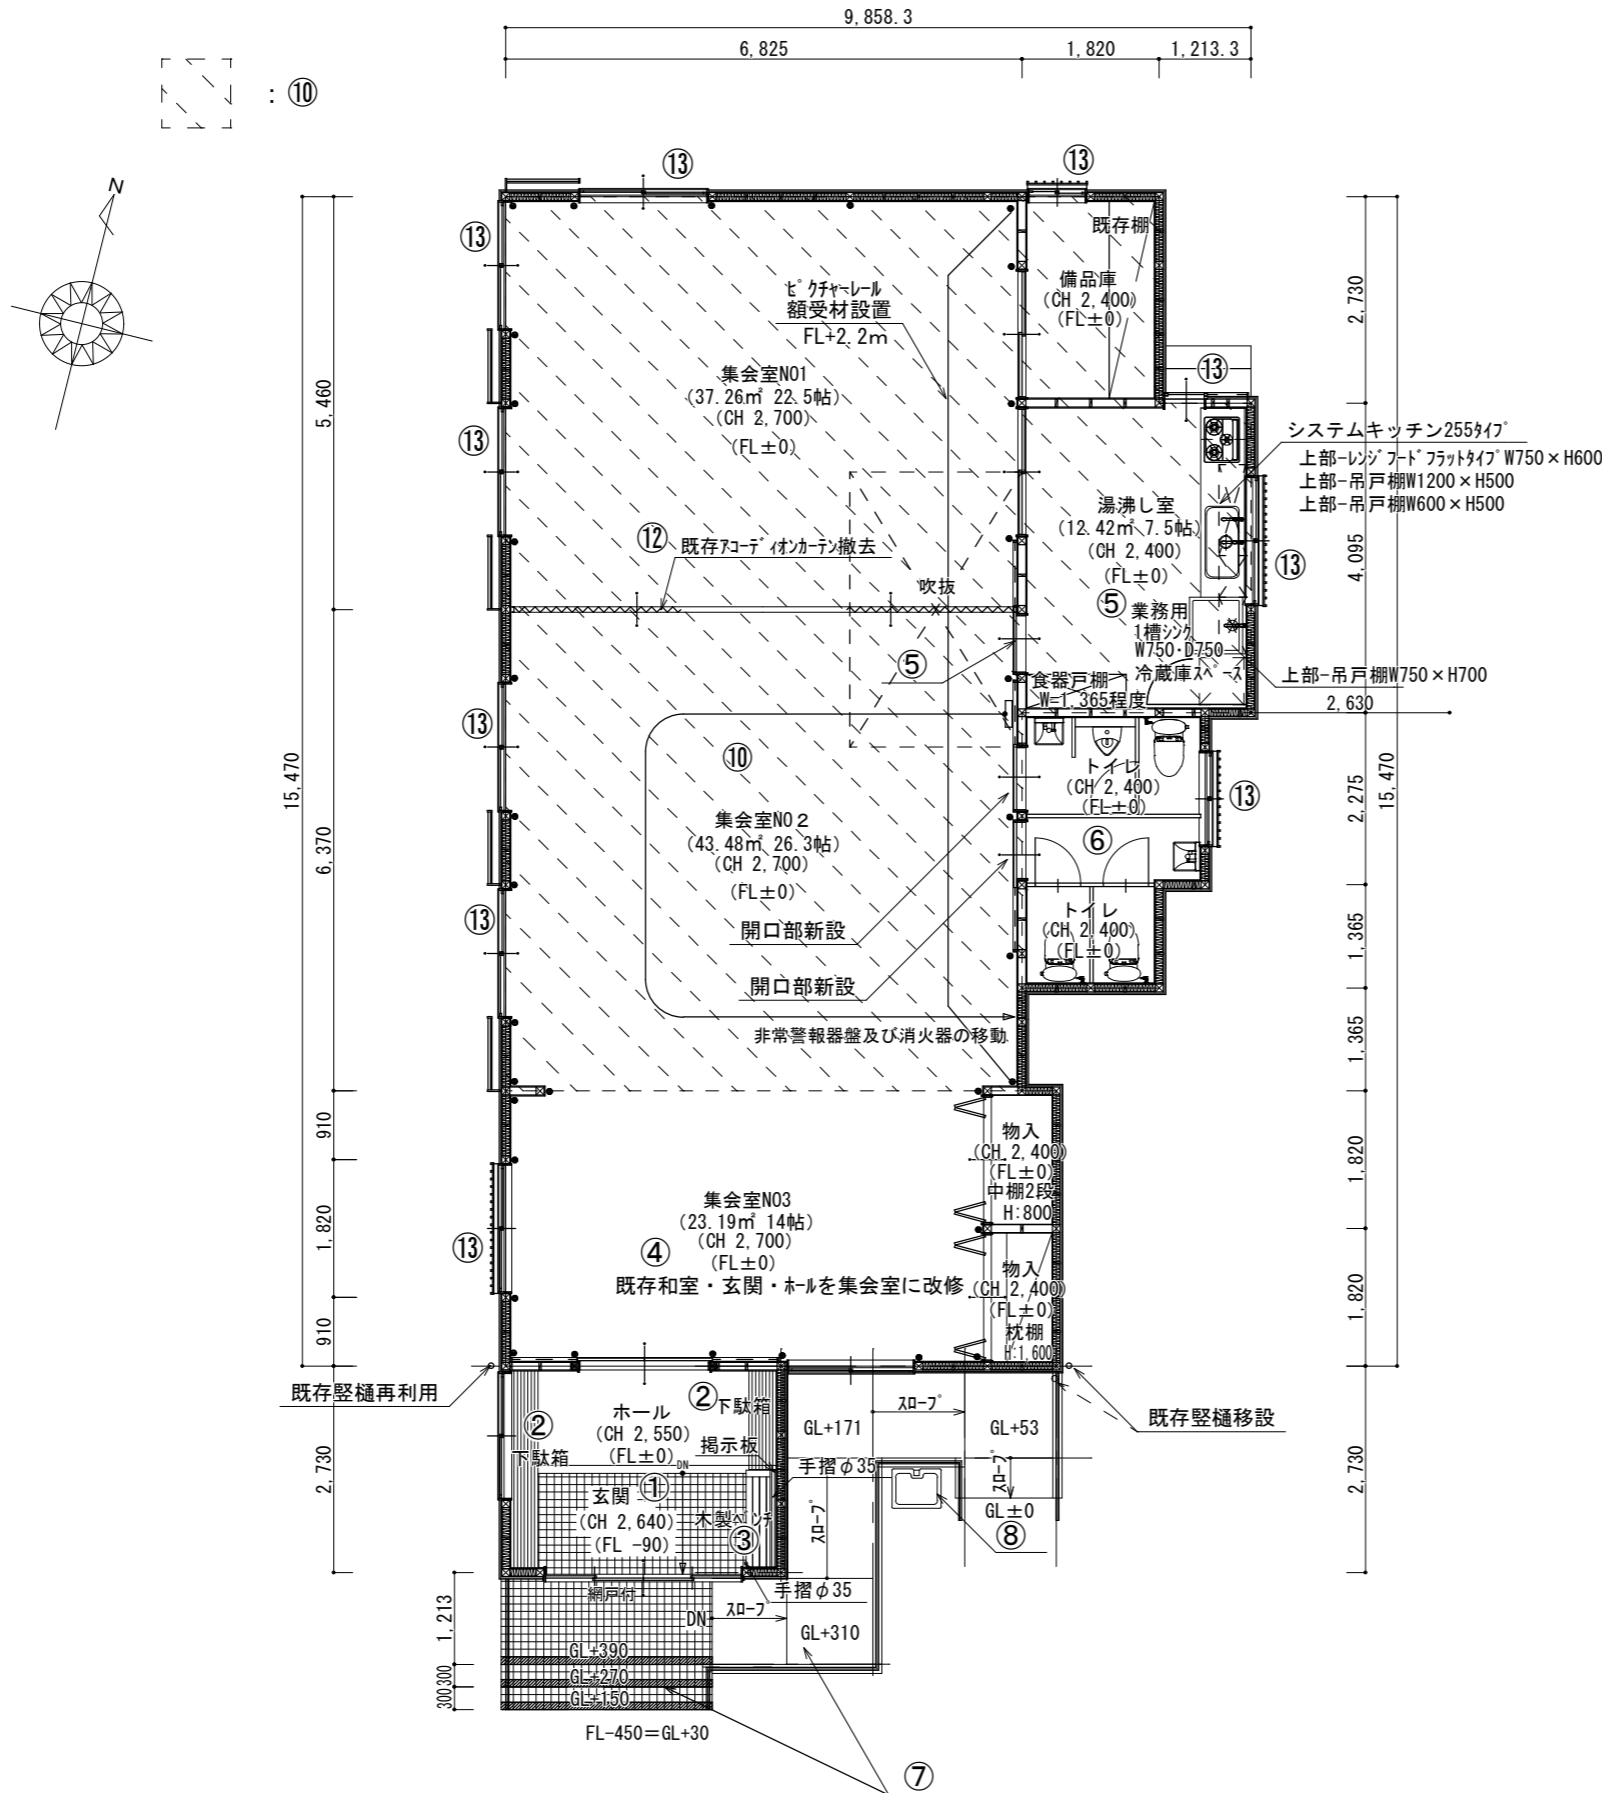 9,858.3
6,825
1,820
1,213.3
: ⑩
N
⑬
⑬
⑬
⑬
⑬
⑬
⑬
⑬
⑬
⑬
15,470
5,460
6,370
910
1,820
910
2,730
1,213
300
300
2,730
4,095
2,630
2,275
15,470
1,365
1,365
1,820
1,820
2,730
既存棚
備品庫
(CH 2,400)
(FL±0)
ピクチャーレール
額受材設置
FL+2.2m
集会室NO1
(37.26㎡ 22.5帖)
(CH 2,700)
(FL±0)
⑫
既存アコーディオンカーテン撤去
吹抜
⑤
システムキッチン255タイプ
上部-レンジフードフラットタイプW750×H600
上部-吊戸棚W1200×H500
上部-吊戸棚W600×H500
湯沸し室
(12.42㎡ 7.5帖)
(CH 2,400)
(FL±0)
⑤
業務用
1槽シンク
W750・D750
冷蔵庫スペース
上部-吊戸棚W750×H700
食器戸棚
W=1,365程度
⑩
集会室NO2
(43.48㎡ 26.3帖)
(CH 2,700)
(FL±0)
開口部新設
開口部新設
非常警報器盤及び消火器の移動
トイレ
(CH 2,400)
(FL±0)
⑥
トイレ
(CH 2,400)
(FL±0)
集会室NO3
(23.19㎡ 14帖)
(CH 2,700)
(FL±0)
④
既存和室・玄関・ホールを集会室に改修
物入
(CH 2,400)
(FL±0)
中棚2段
H:800
物入
(CH 2,400)
(FL±0)
枕棚
H:1,600
既存竪樋再利用
既存竪樋移設
②
下駄箱
②
下駄箱
ホール
(CH 2,550)
(FL±0)
掲示板
手摺φ35
DN
①
玄関
(CH 2,640)
(FL -90)
木製ベンチ
③
手摺φ35
網戸付
DN
スロープ
スロープ
スロープ
スロープ
GL+171
GL+53
GL±0
⑧
GL+310
GL+390
GL+270
GL+150
FL-450=GL+30
⑦